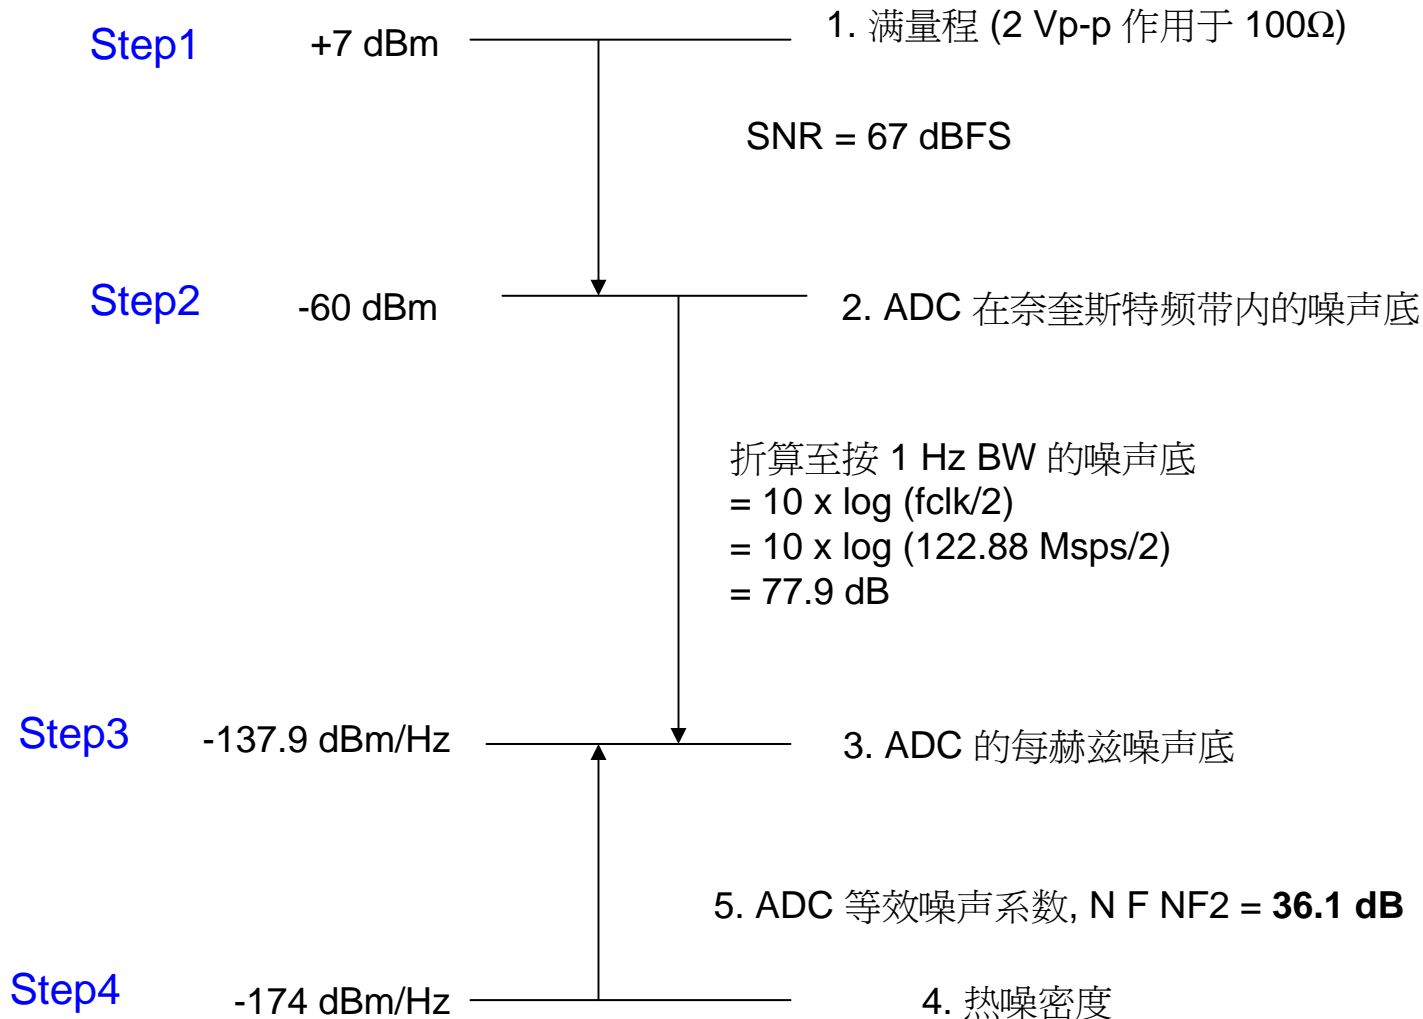 Step1 +7 dBm 1. 满量程 (2 Vp-p 作用于 100Ω)
SNR = 67 dBFS
Step2 -60 dBm 2. ADC 在奈奎斯特频带内的噪声底
折算至按 1 Hz BW 的噪声底
= 10 x log (fclk/2)
= 10 x log (122.88 Msps/2)
= 77.9 dB
Step3 -137.9 dBm/Hz 3. ADC 的每赫兹噪声底
5. ADC 等效噪声系数, N F NF2 = 36.1 dB
Step4 -174 dBm/Hz 4. 热噪密度